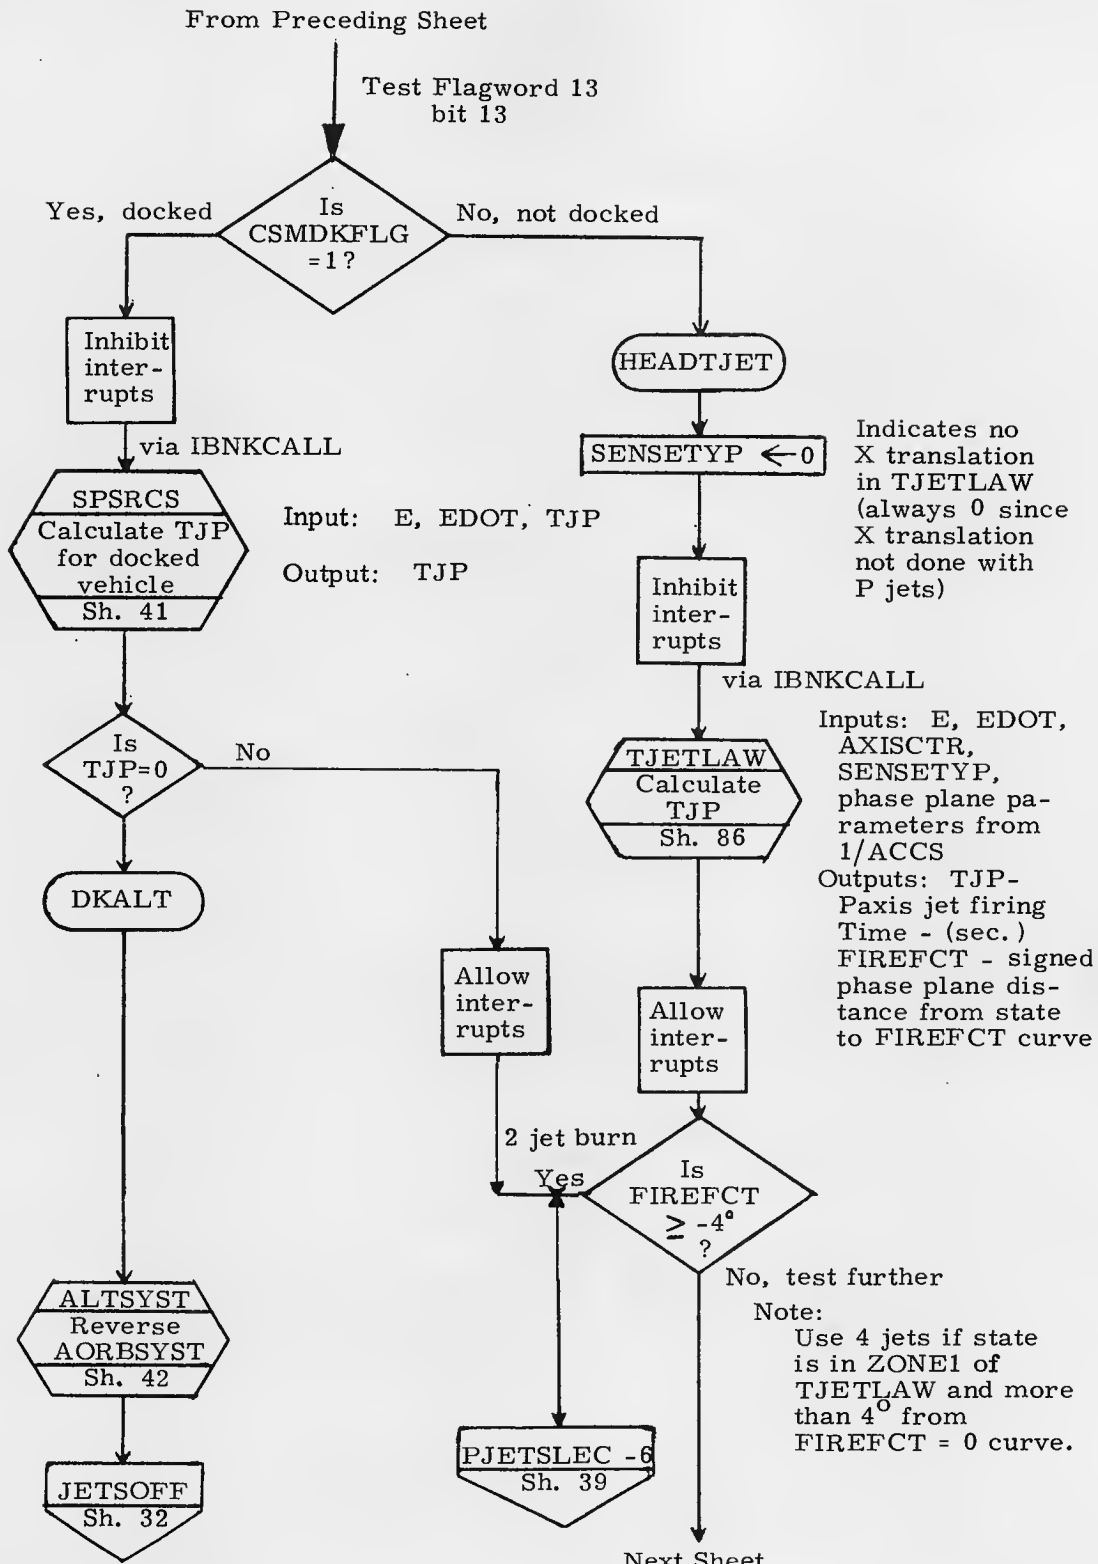 From Preceding Sheet
Test Flagword 13
bit 13
Yes, docked
Is
CSMDKFLG
=1?
No, not docked
Inhibit
inter-
rupts
via IBNKCALL
SPSRCS
Calculate TJP
for docked
vehicle
Sh. 41
Input: E, EDOT, TJP
Output: TJP
Is
TJP=0
?
No
DKALT
Allow
inter-
rupts
ALTSYST
Reverse
AORBSYST
Sh. 42
JETSOFF
Sh. 32
HEADTJET
SENSETYP ← 0
Indicates no
X translation
in TJETLAW
(always 0 since
X translation
not done with
P jets)
Inhibit
inter-
rupts
via IBNKCALL
TJETLAW
Calculate
TJP
Sh. 86
Inputs: E, EDOT,
AXISCTR,
SENSETYP,
phase plane pa-
rameters from
1/ACCS
Outputs: TJP-
Paxis jet firing
Time - (sec.)
FIREFCT - signed
phase plane dis-
tance from state
to FIREFCT curve
Allow
inter-
rupts
2 jet burn
Yes
Is
FIREFCT
≥ -4°
?
No, test further
Note:
Use 4 jets if state
is in ZONE1 of
TJETLAW and more
than 4° from
FIREFCT = 0 curve.
PJETSLEC -6
Sh. 39
Next Sheet